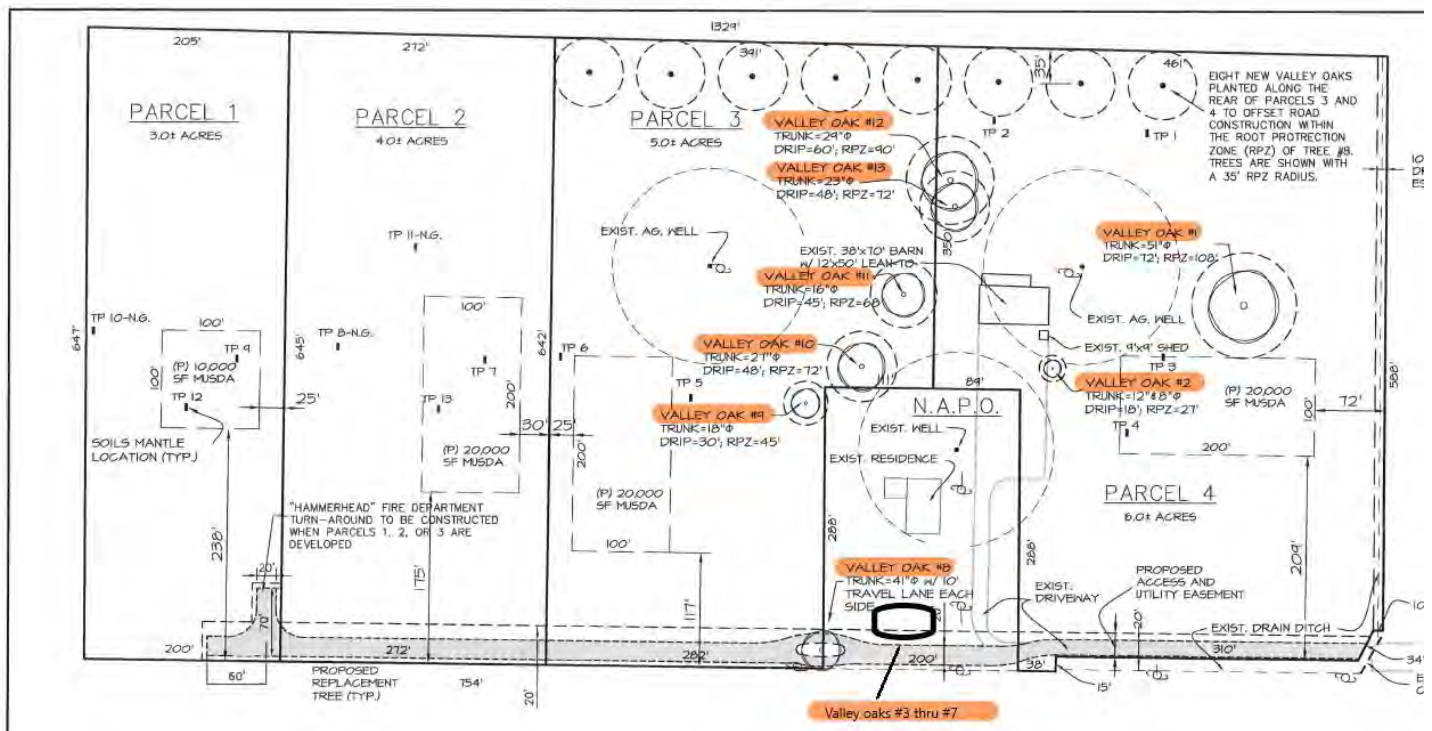 1329'
205'
272'
391'
461'
35'
PARCEL 1
3.0± ACRES
PARCEL 2
4.0± ACRES
PARCEL 3
5.0± ACRES
EIGHT NEW VALLEY OAKS
PLANTED ALONG THE
REAR OF PARCELS 3 AND
4 TO OFFSET ROAD
CONSTRUCTION WITHIN
THE ROOT PROTRECTION
ZONE (RPZ) OF TREE #8.
TREES ARE SHOWN WITH
A 35' RPZ RADIUS.
VALLEY OAK #12
TRUNK=29"Φ
DRIP=60'; RPZ=90'
VALLEY OAK #13
TRUNK=23"Φ
DRIP=48'; RPZ=72'
TP 2
TP 1
10
DR
ES
TP 11-N.G.
EXIST. AG. WELL
EXIST. 38'x70' BARN
W/ 12'x50' LEAN-TO
350'
VALLEY OAK #1
TRUNK=51"Φ
DRIP=72'; RPZ=108'
VALLEY OAK #11
TRUNK=16"Φ
DRIP=45'; RPZ=68'
EXIST. AG. WELL
EXIST. 9'x9' SHED
647'
TP 10-N.G.
100'
TP 9
(P) 10,000
SF MUSDA
100'
TP 12
25'
645'
TP 8-N.G.
100'
TP 7
200'
TP 13
(P) 20,000
SF MUSDA
30'
25'
642'
TP 6
200'
TP 5
VALLEY OAK #10
TRUNK=27"Φ
DRIP=48'; RPZ=72'
VALLEY OAK #9
TRUNK=18"Φ
DRIP=30'; RPZ=45'
89'
N.A.P.O.
EXIST. WELL
EXIST. RESIDENCE
VALLEY OAK #2
TRUNK=12"&8"Φ
DRIP=18'; RPZ=27'
TP 3
(P) 20,000
SF MUSDA
100'
72'
588'
TP 4
200'
SOILS MANTLE
LOCATION (TYP.)
(P) 20,000
SF MUSDA
100'
PARCEL 4
6.0± ACRES
"HAMMERHEAD" FIRE DEPARTMENT
TURN-AROUND TO BE CONSTRUCTED
WHEN PARCELS 1, 2, OR 3 ARE
DEVELOPED
238'
175'
117'
288'
288'
209'
20'
70'
VALLEY OAK #8
TRUNK=41"Φ W/ 10'
TRAVEL LANE EACH
SIDE
20'
EXIST.
DRIVEWAY
PROPOSED
ACCESS AND
UTILITY EASEMENT
20'
EXIST. DRAIN DITCH
10
200'
272'
282'
200'
38'
310'
34'
60'
PROPOSED
REPLACEMENT
TREE (TYP.)
754'
20'
15'
Valley oaks #3 thru #7